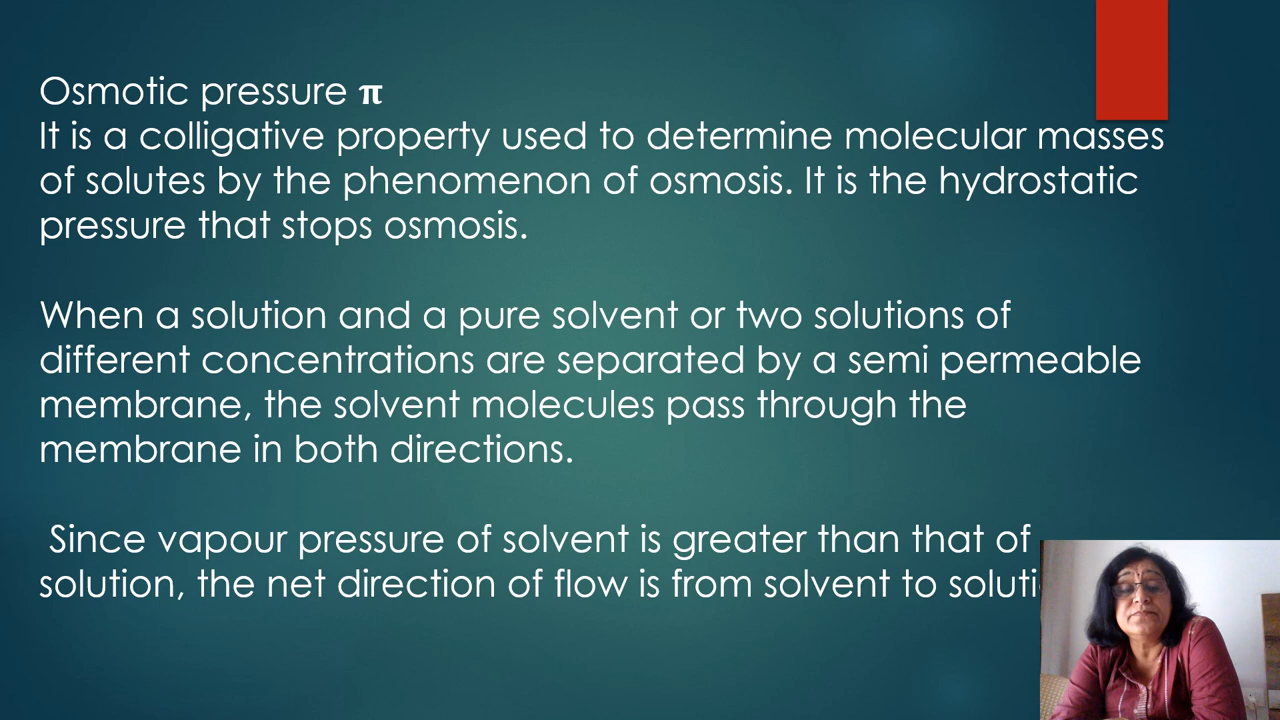 Osmotic pressure π
It is a colligative property used to determine molecular masses
of solutes by the phenomenon of osmosis. It is the hydrostatic
pressure that stops osmosis.
When a solution and a pure solvent or two solutions of
different concentrations are separated by a semi permeable
membrane, the solvent molecules pass through the
membrane in both directions.
Since vapour pressure of solvent is greater than that of
solution, the net direction of flow is from solvent to soluti